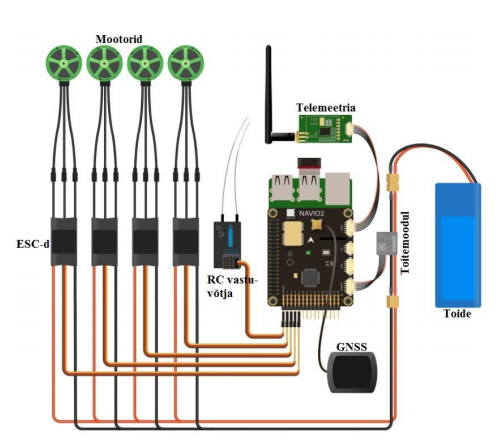 Mootorid
Telemeetria
NAVIO2
ESC-d
RC vastu-
võtja
Toitemoodul
Toide
GNSS